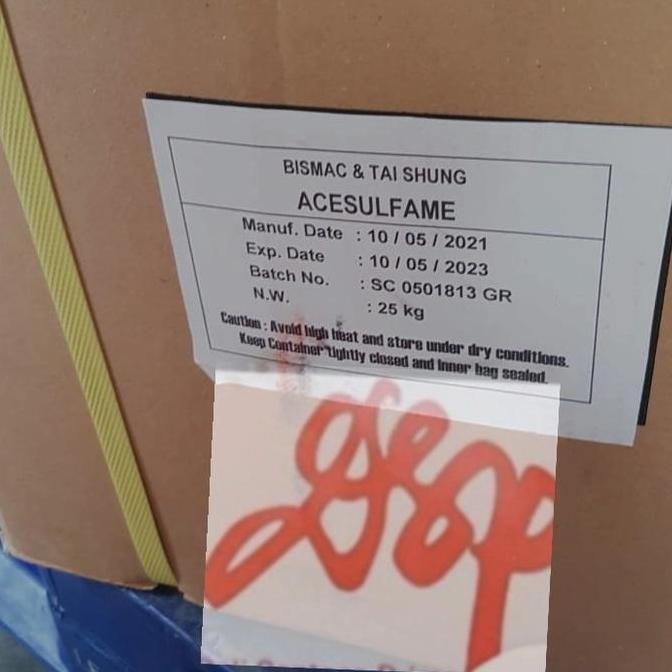 BISMAC & TAI SHUNG
ACESULFAME
Manuf. Date : 10 / 05 / 2021
Exp. Date : 10 / 05 / 2023
Batch No. : SC 0501813 GR
N.W. : 25 kg
Caution : Avoid high heat and store under dry conditions.
Keep Container tightly closed and inner bag sealed.